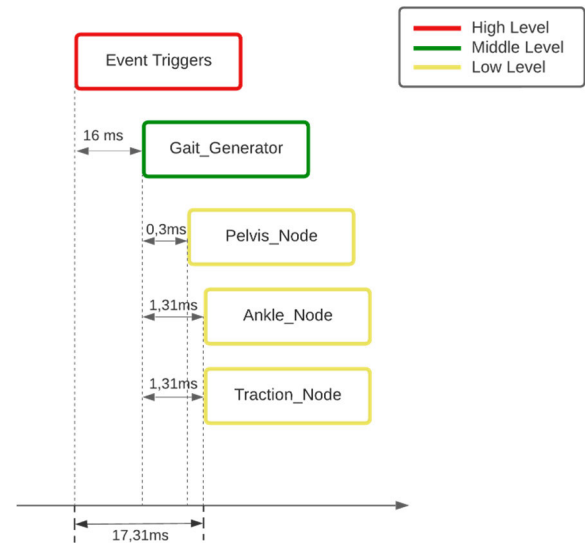 High Level
Middle Level
Low Level
Event Triggers
16 ms
Gait_Generator
0,3ms
Pelvis_Node
1,31ms
Ankle_Node
1,31ms
Traction_Node
17,31ms